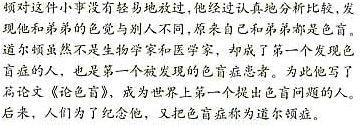 顿对这件小事没有轻易地放过,他经过认真地分析比较,发
现他和弟弟的色觉与别人不同,原来自己和弟弟都是色盲。
道尔顿虽然不是生物学家和医学家,却成了第一个发现色
盲症的人,也是第一个被发现的色盲症患者。为此他写了
篇论文《论色盲》,成为世界上第一个提出色盲问题的人。
后来,人们为了纪念他,又把色盲症称为道尔顿症。